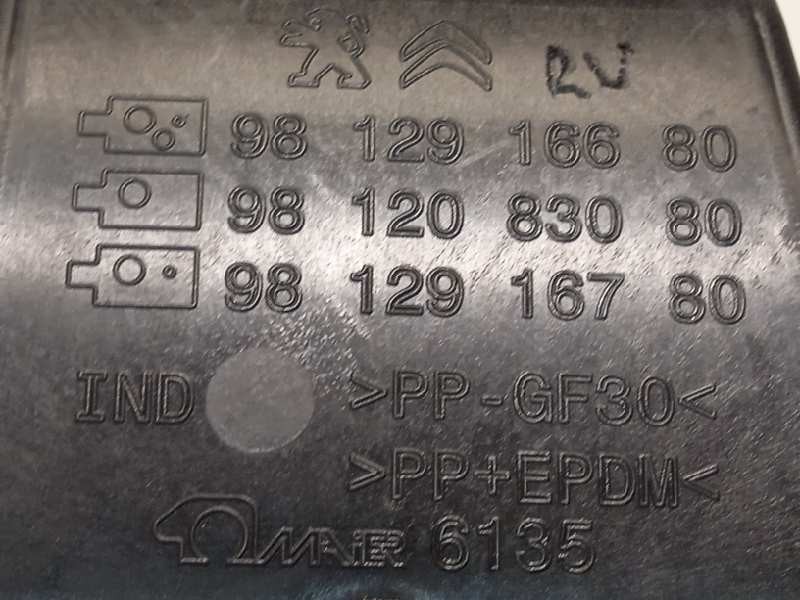 98 129 166 80
98 120 830 80
98 129 167 80
IND >PP-GF30<
>PP+EPDM<
MAIER 6135